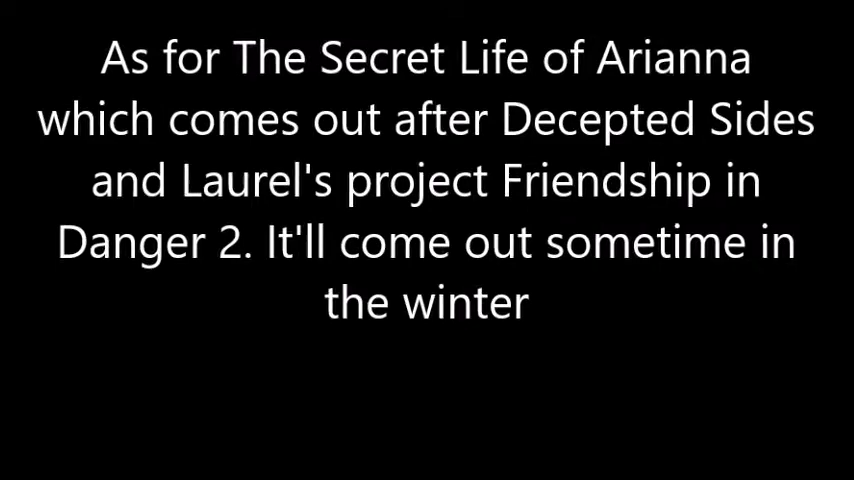 As for The Secret Life of Arianna
which comes out after Decepted Sides
and Laurel's project Friendship in
Danger 2. It'll come out sometime in
the winter